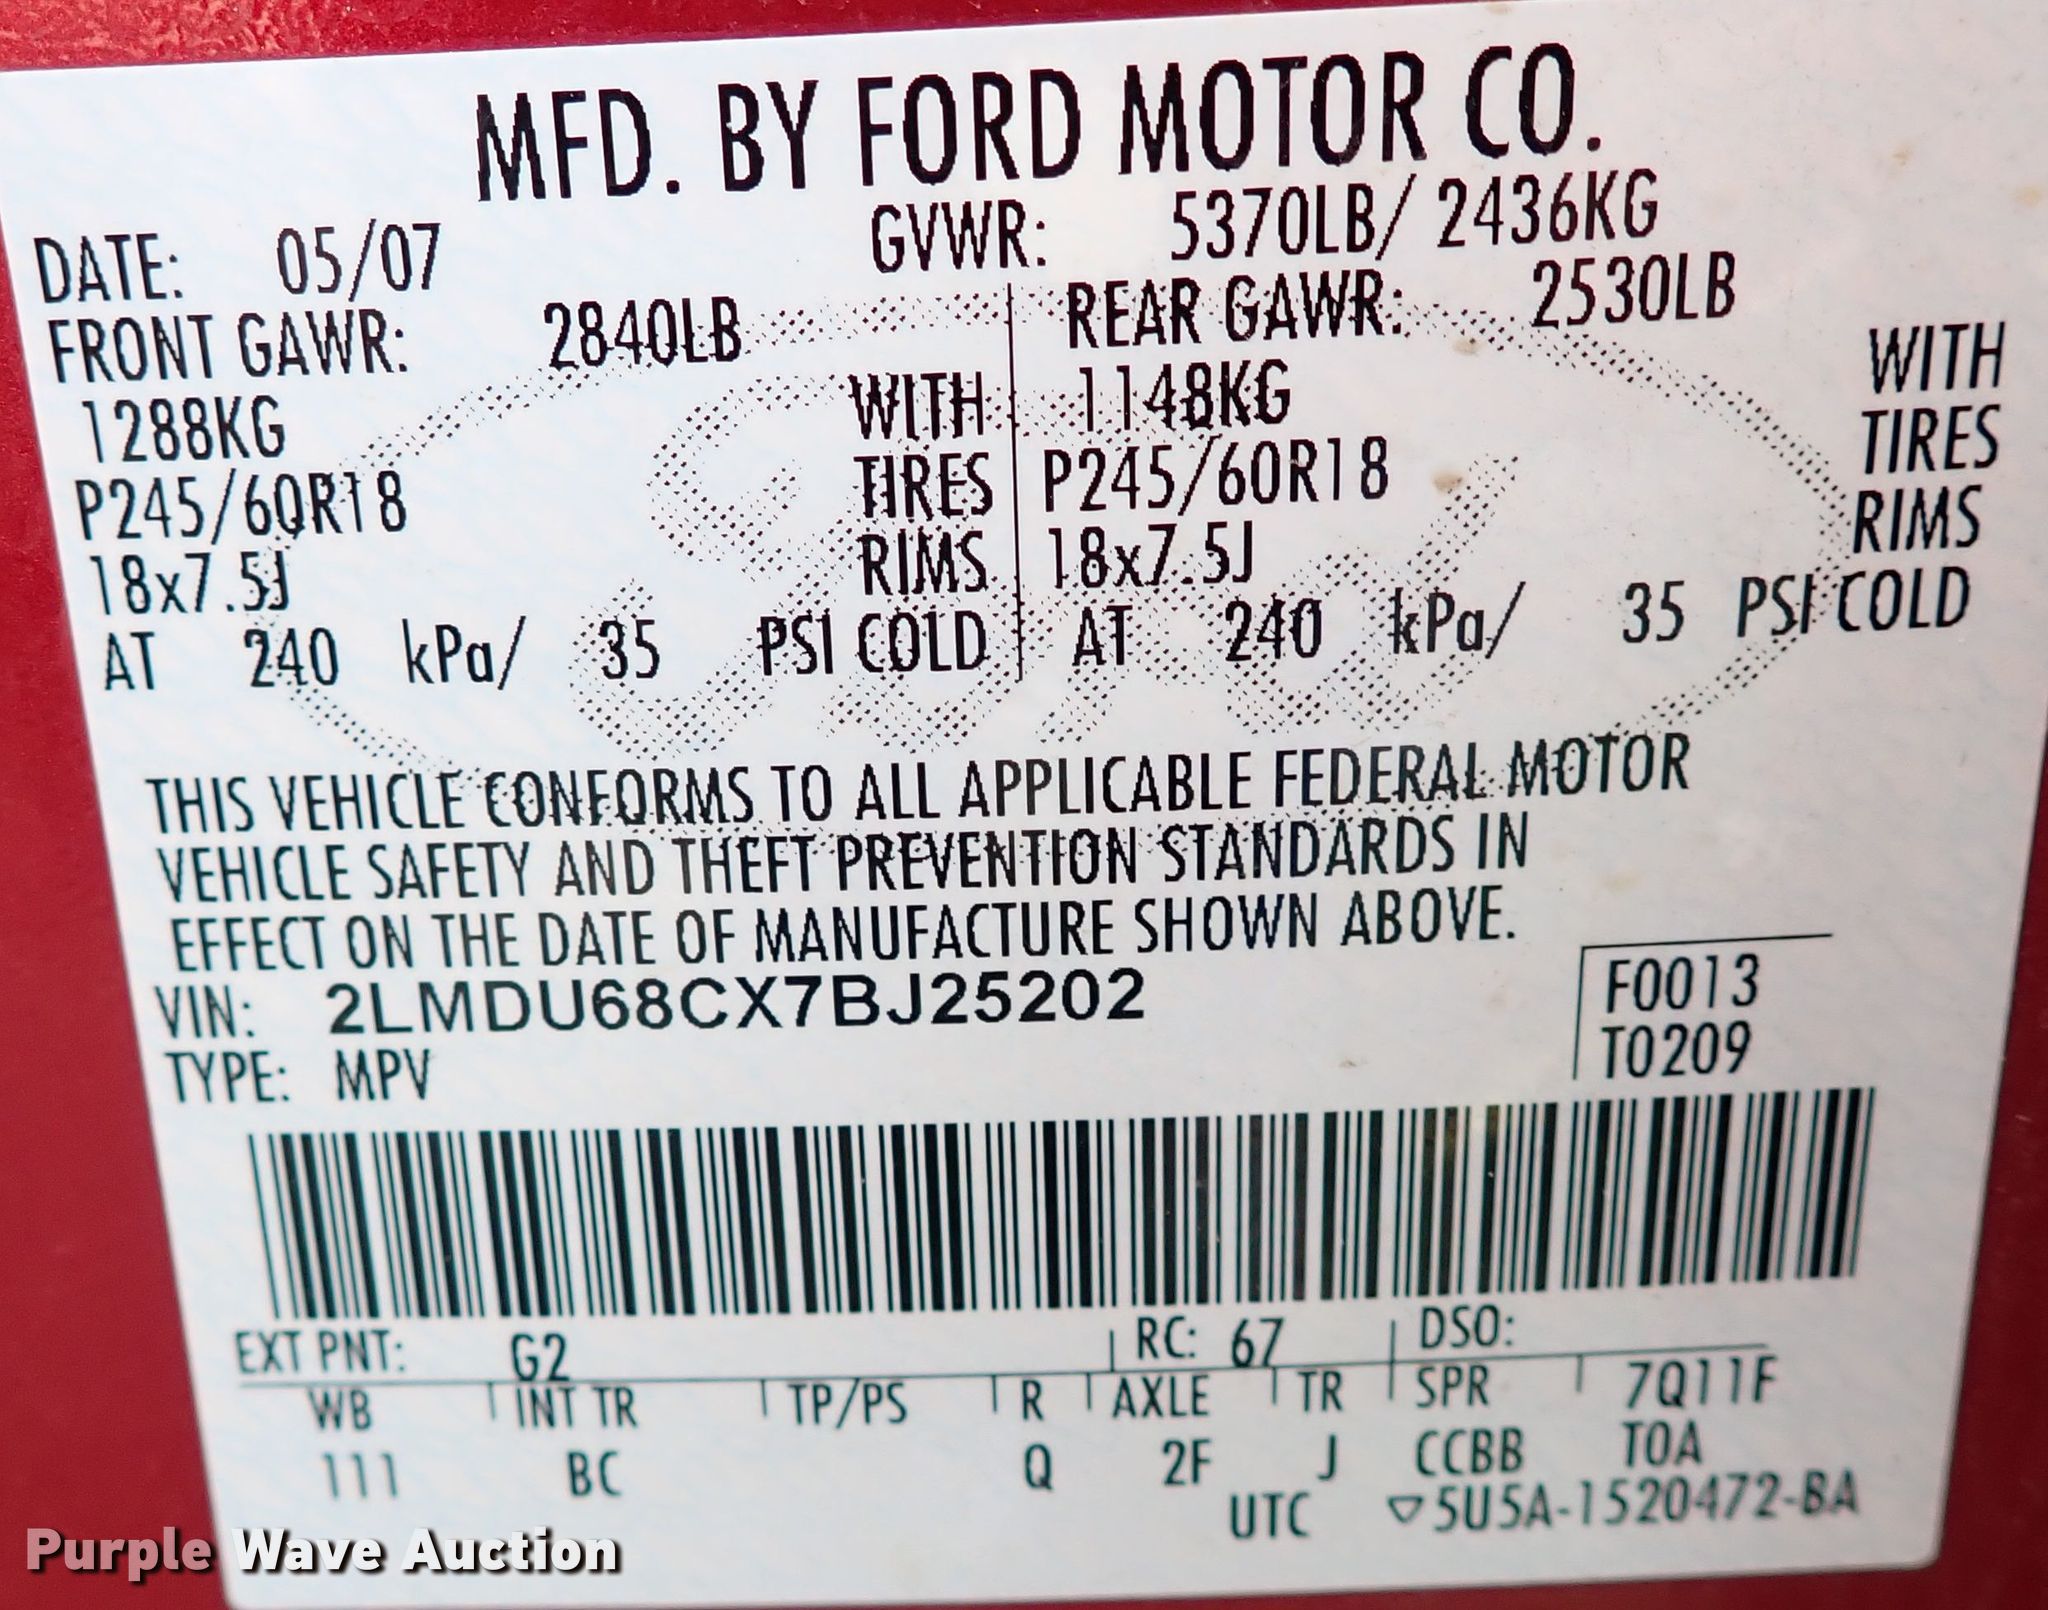 MFD. BY FORD MOTOR CO.
DATE: 05/07 GVWR: 5370LB/ 2436KG
FRONT GAWR: 2840LB REAR GAWR: 2530LB
1288KG WITH 1148KG WITH
P245/60R18 TIRES P245/60R18 TIRES
18x7.5J RIMS 18x7.5J RIMS
AT 240 kPa/ 35 PSI COLD AT 240 kPa/ 35 PSI COLD
THIS VEHICLE CONFORMS TO ALL APPLICABLE FEDERAL MOTOR
VEHICLE SAFETY AND THEFT PREVENTION STANDARDS IN
EFFECT ON THE DATE OF MANUFACTURE SHOWN ABOVE.
VIN: 2LMDU68CX7BJ25202 F0013
TYPE: MPV T0209
EXT PNT: G2 RC: 67 DSO:
WB INT TR TP/PS R AXLE TR SPR 7Q11F
111 BC Q 2F J CCBB TOA
UTC ▽5U5A-1520472-BA
Purple Wave Auction